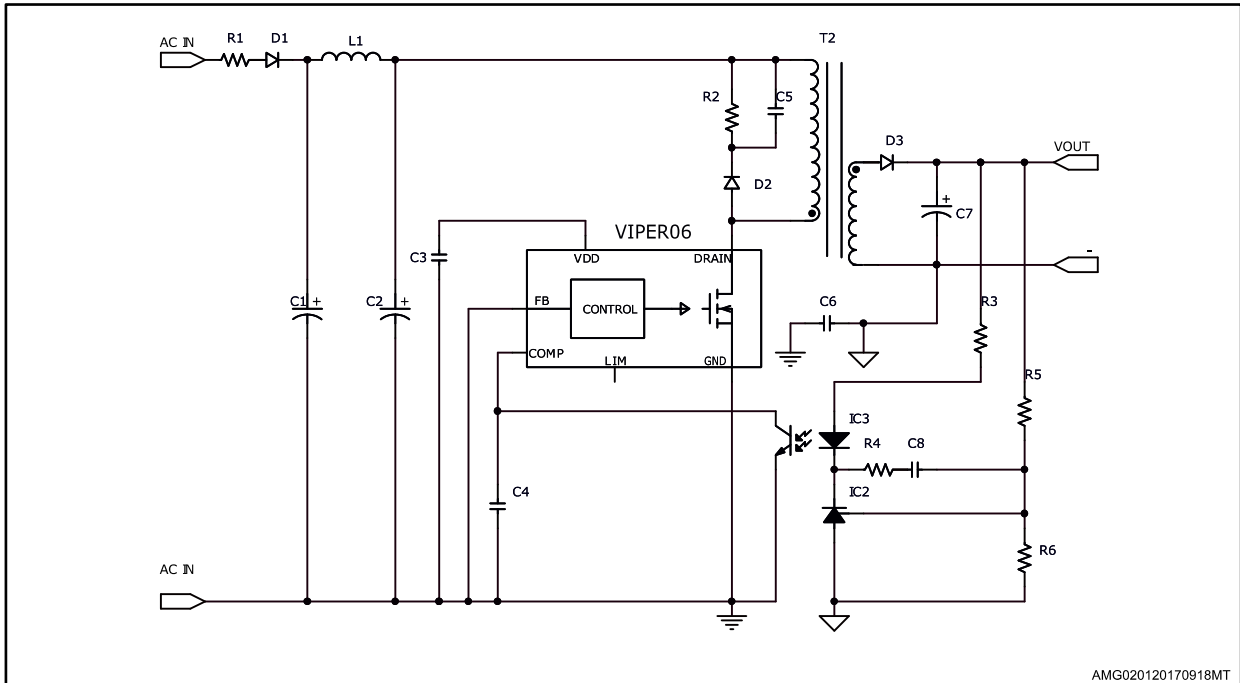 AC IN
R1
D1
L1
T2
R2
C5
D3
VOUT
D2
C7
VIPER06
-
C3
VDD
DRAIN
C1 +
C2 +
+
FB
CONTROL
C6
R3
COMP
LIM
GND
R5
IC3
R4
C8
C4
IC2
R6
AC IN
AMG020120170918MT